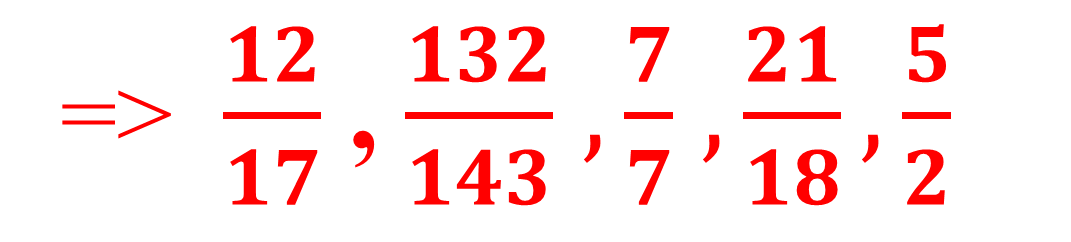 ⇒ 12/17, 132/143, 7/7, 21/18, 5/2